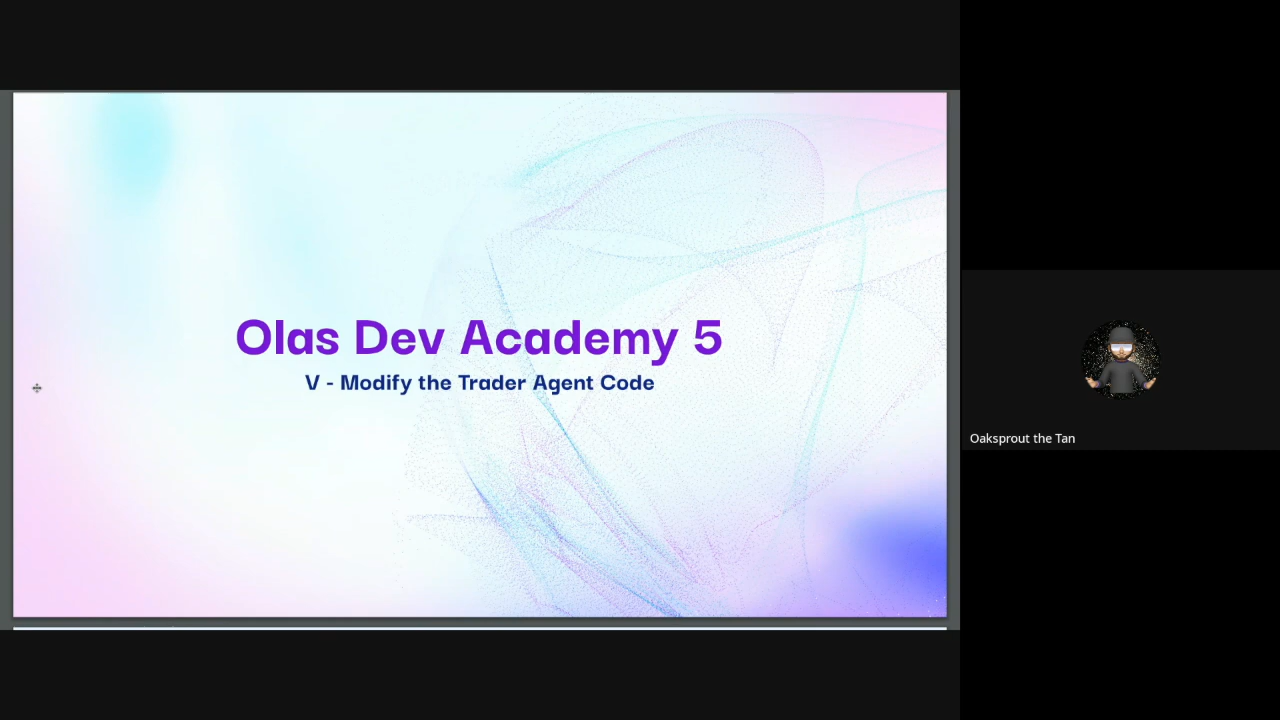 Olas Dev Academy 5
V - Modify the Trader Agent Code
Oaksprout the Tan